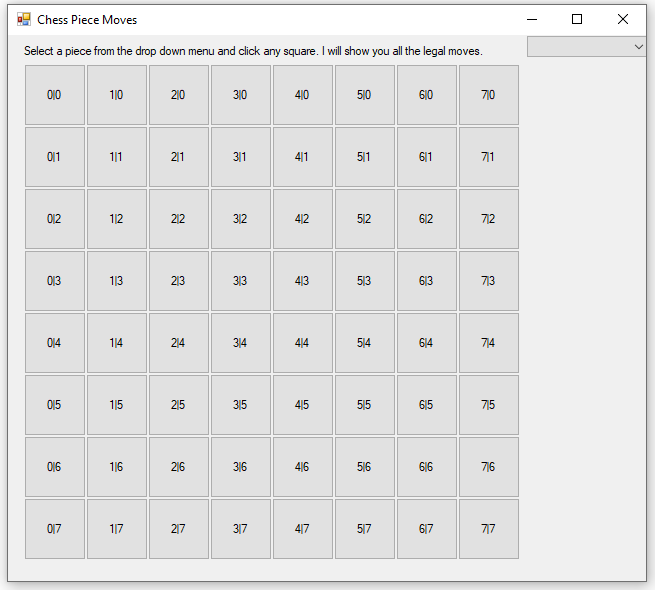 Chess Piece Moves
Select a piece from the drop down menu and click any square. I will show you all the legal moves.
0|0 1|0 2|0 3|0 4|0 5|0 6|0 7|0
0|1 1|1 2|1 3|1 4|1 5|1 6|1 7|1
0|2 1|2 2|2 3|2 4|2 5|2 6|2 7|2
0|3 1|3 2|3 3|3 4|3 5|3 6|3 7|3
0|4 1|4 2|4 3|4 4|4 5|4 6|4 7|4
0|5 1|5 2|5 3|5 4|5 5|5 6|5 7|5
0|6 1|6 2|6 3|6 4|6 5|6 6|6 7|6
0|7 1|7 2|7 3|7 4|7 5|7 6|7 7|7